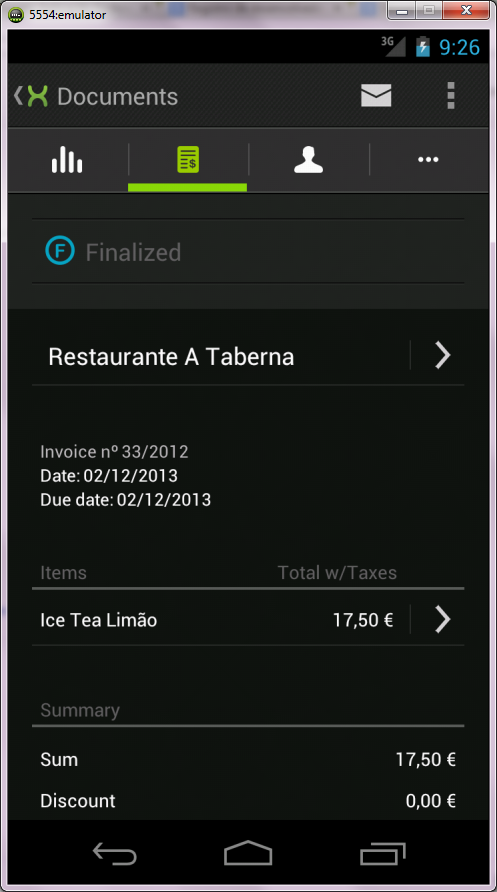 5554:emulator
3G 9:26
Documents
$
F Finalized
Restaurante A Taberna
Invoice nº 33/2012
Date: 02/12/2013
Due date: 02/12/2013
Items Total w/Taxes
Ice Tea Limão 17,50 €
Summary
Sum 17,50 €
Discount 0,00 €